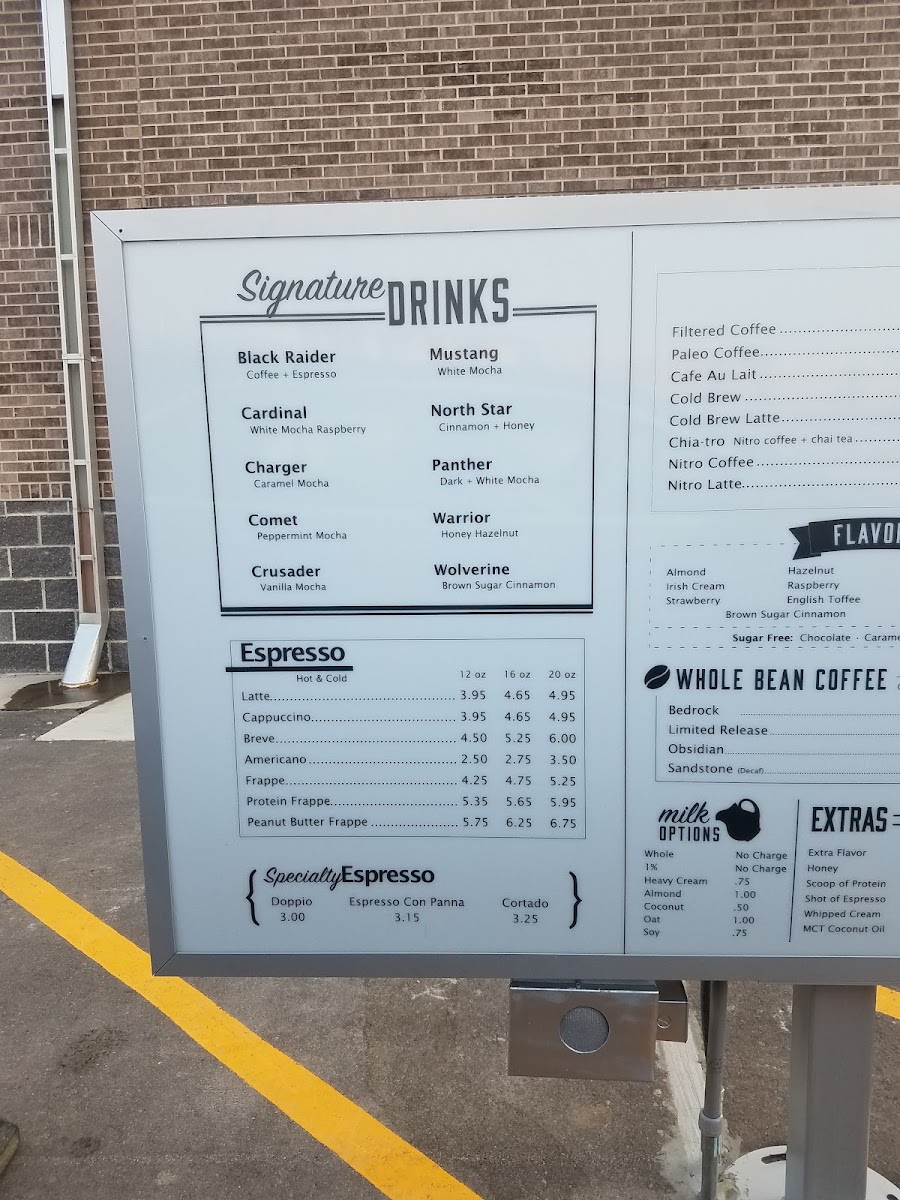 Signature DRINKS
Black Raider
Coffee + Espresso
Cardinal
White Mocha Raspberry
Charger
Caramel Mocha
Comet
Peppermint Mocha
Crusader
Vanilla Mocha
Mustang
White Mocha
North Star
Cinnamon + Honey
Panther
Dark + White Mocha
Warrior
Honey Hazelnut
Wolverine
Brown Sugar Cinnamon
Espresso
Hot & Cold 12 oz 16 oz 20 oz
Latte 3.95 4.65 4.95
Cappuccino 3.95 4.65 4.95
Breve 4.50 5.25 6.00
Americano 2.50 2.75 3.50
Frappe 4.25 4.75 5.25
Protein Frappe 5.35 5.65 5.95
Peanut Butter Frappe 5.75 6.25 6.75
Specialty Espresso
Doppio Espresso Con Panna Cortado
3.00 3.15 3.25
Filtered Coffee
Paleo Coffee
Cafe Au Lait
Cold Brew
Cold Brew Latte
Chia-tro Nitro coffee + chai tea
Nitro Coffee
Nitro Latte
FLAVO
Almond Hazelnut
Irish Cream Raspberry
Strawberry English Toffee
Brown Sugar Cinnamon
Sugar Free: Chocolate · Carame
WHOLE BEAN COFFEE
Bedrock
Limited Release
Obsidian
Sandstone (Decaf)
milk OPTIONS
Whole No Charge
1% No Charge
Heavy Cream .75
Almond 1.00
Coconut .50
Oat 1.00
Soy .75
EXTRAS
Extra Flavor
Honey
Scoop of Protein
Shot of Espresso
Whipped Cream
MCT Coconut Oil